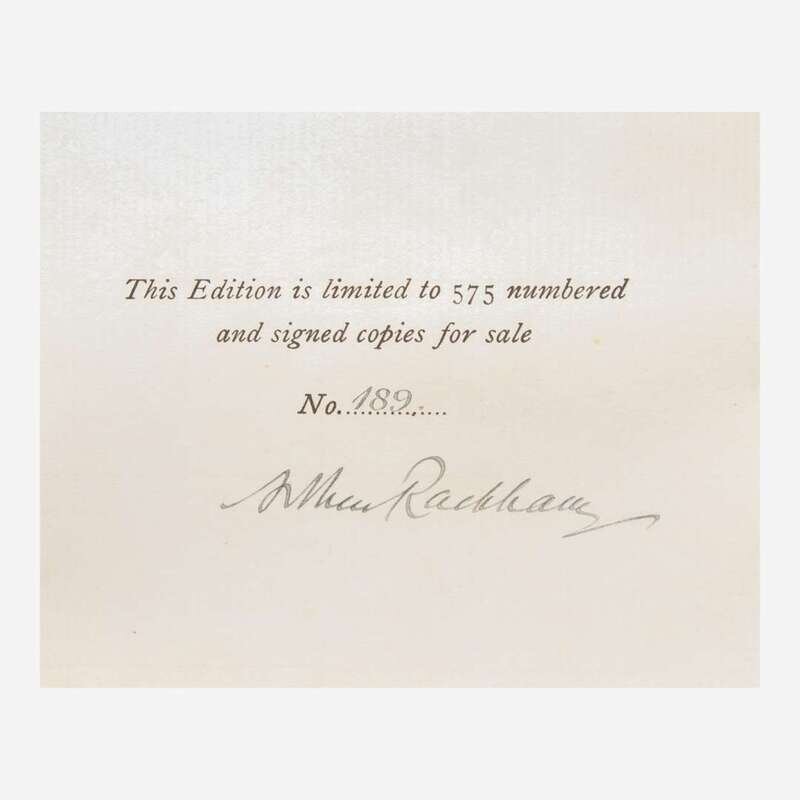 This Edition is limited to 575 numbered
and signed copies for sale
No. 189
Arthur Rackham